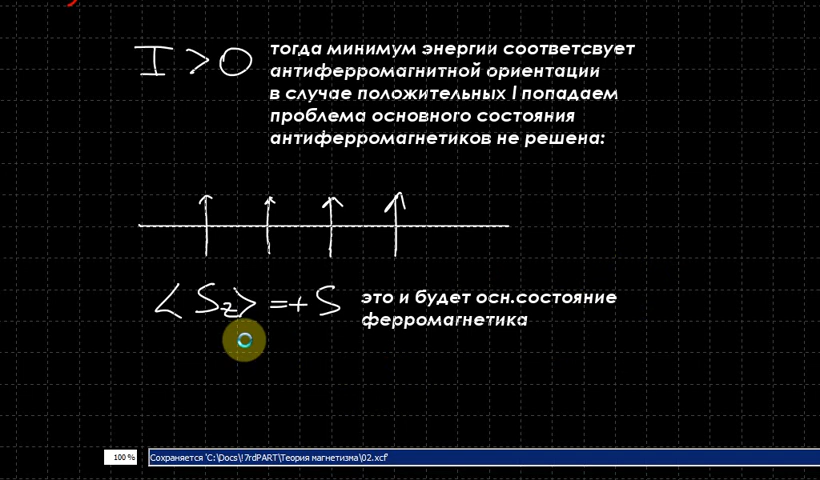 I > 0
тогда минимум энергии соответсвует
антиферромагнитной ориентации
в случае положительных I попадаем
проблема основного состояния
антиферромагнетиков не решена:
⟨Sz⟩ = + S
это и будет осн.состояние
ферромагнетика
100 %
Сохраняется 'C:\Docs\!7rdPART\Теория магнетизма\02.xcf'